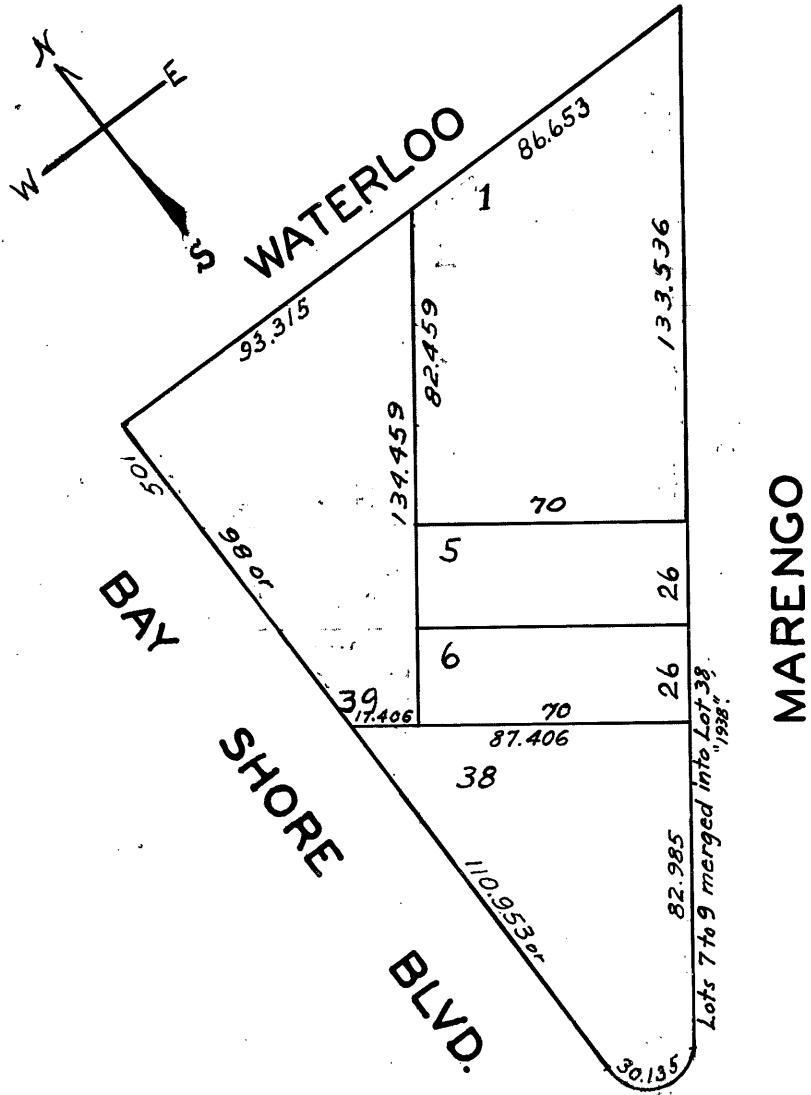 N
E
W
S
WATERLOO
86.653
1
93.315
133.536
82.459
134.459
501
98 or
70
5
26
6
26
39
17.406
70
87.406
38
BAY
SHORE
BLVD.
MARENGO
110.953 or
82.985
Lots 7 to 9 merged into Lot 38,
"1938".
30.135